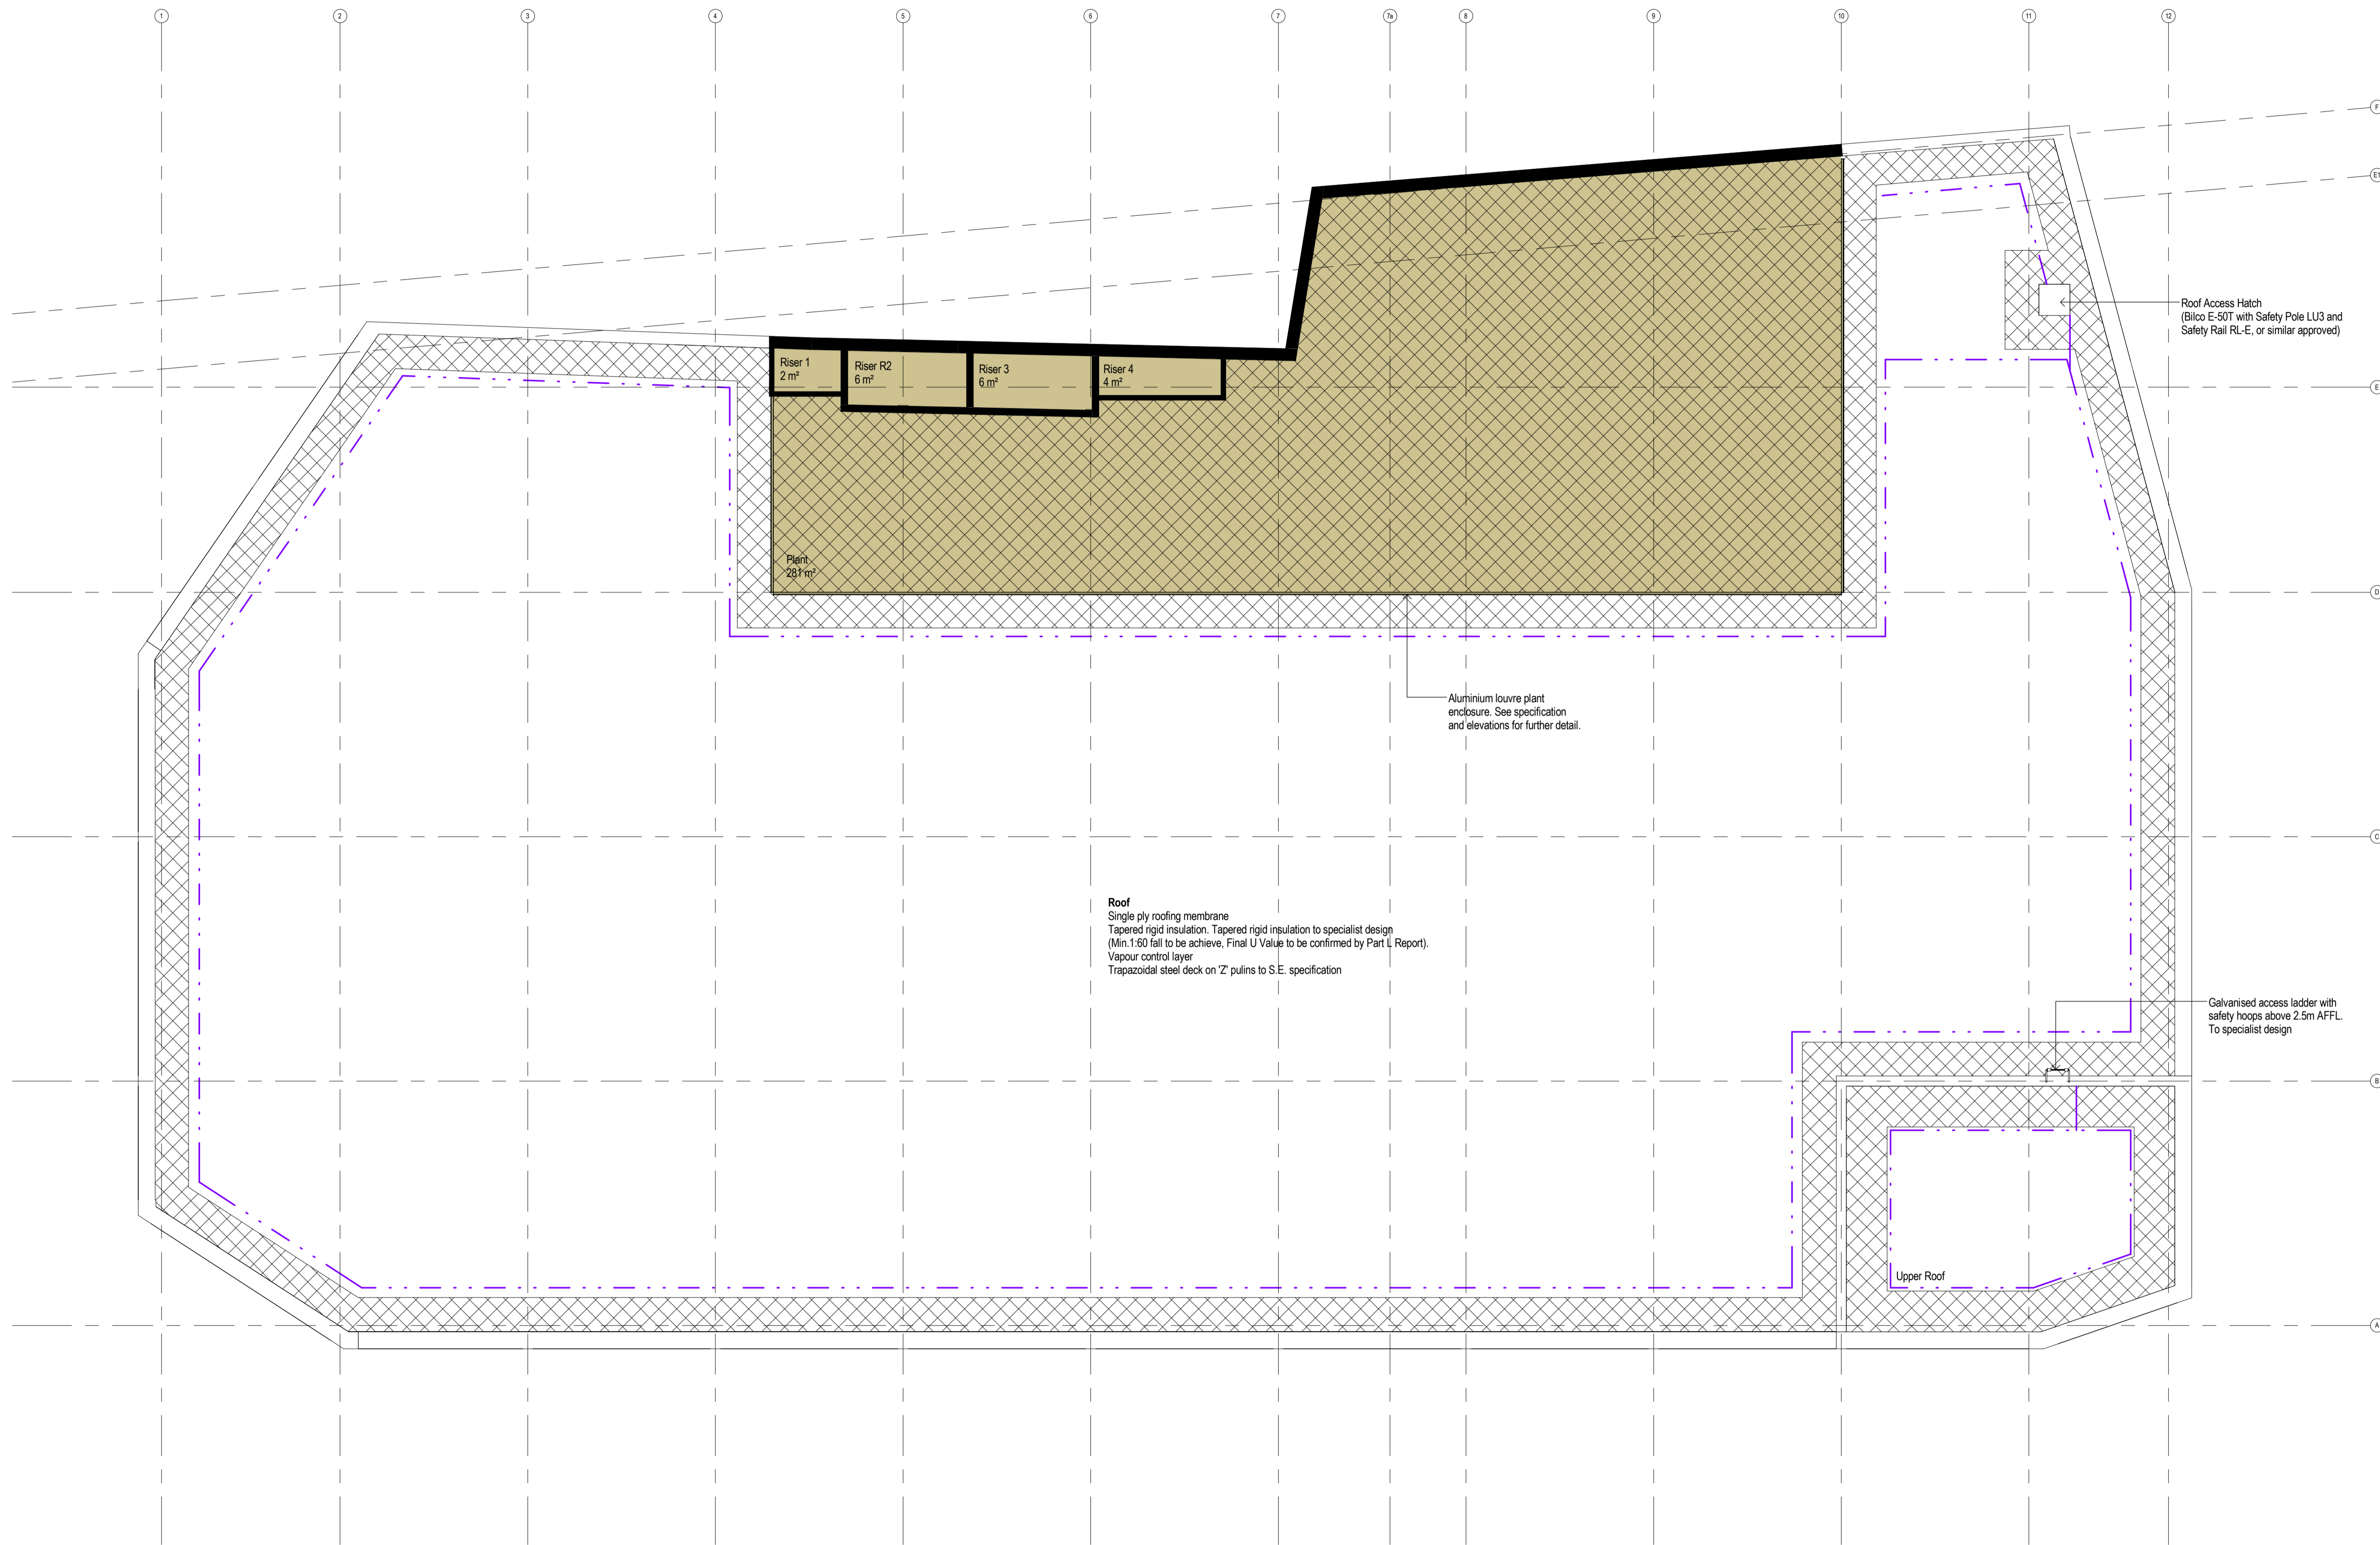 1
2
3
4
5
6
7
7a
8
9
10
11
12
F
E1
Roof Access Hatch
(Bilco E-50T with Safety Pole LU3 and
Safety Rail RL-E, or similar approved)
Riser 1
2 m²
Riser R2
6 m²
Riser 3
6 m²
Riser 4
4 m²
E
Plant
281 m²
D
Aluminium louvre plant
enclosure. See specification
and elevations for further detail.
C
Roof
Single ply roofing membrane
Tapered rigid insulation. Tapered rigid insulation to specialist design
(Min.1:60 fall to be achieve, Final U Value to be confirmed by Part L Report).
Vapour control layer
Trapazoidal steel deck on 'Z' pulins to S.E. specification
Galvanised access ladder with
safety hoops above 2.5m AFFL.
To specialist design
B
Upper Roof
A